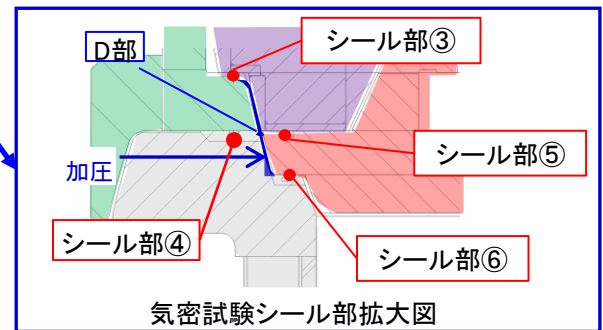 シール部③
D部
シール部⑤
加圧
シール部④
シール部⑥
気密試験シール部拡大図